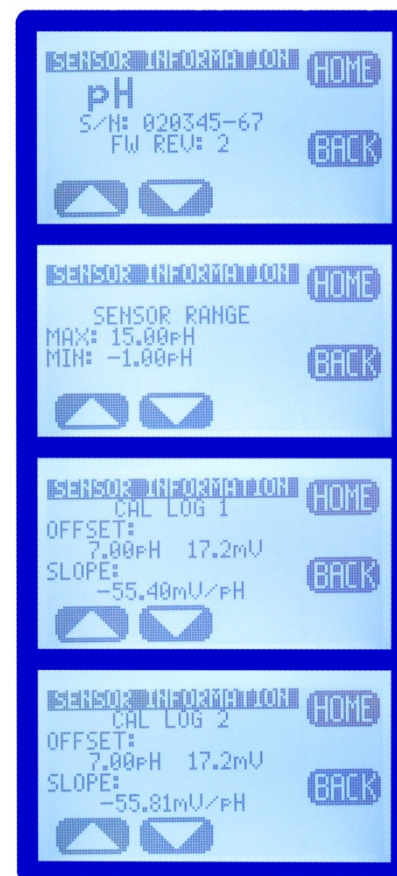 SENSOR INFORMATION
HOME
pH
S/N: 020345-67
FW REV: 2
BACK
SENSOR INFORMATION
HOME
SENSOR RANGE
MAX: 15.00pH
MIN: -1.00pH
BACK
SENSOR INFORMATION
HOME
CAL LOG 1
OFFSET:
7.00pH 17.2mV
SLOPE:
-55.40mV/pH
BACK
SENSOR INFORMATION
HOME
CAL LOG 2
OFFSET:
7.00pH 17.2mV
SLOPE:
-55.81mV/pH
BACK